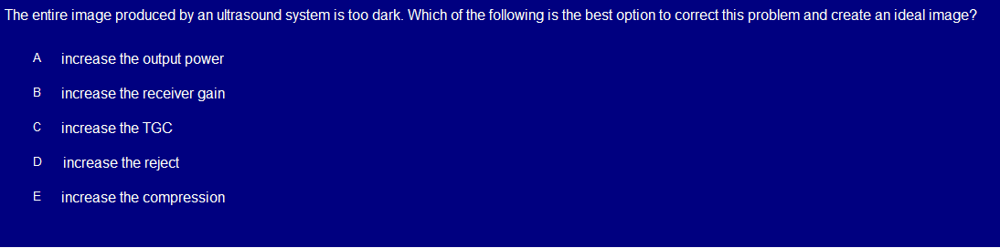 The entire image produced by an ultrasound system is too dark. Which of the following is the best option to correct this problem and create an ideal image?
A increase the output power
B increase the receiver gain
C increase the TGC
D increase the reject
E increase the compression